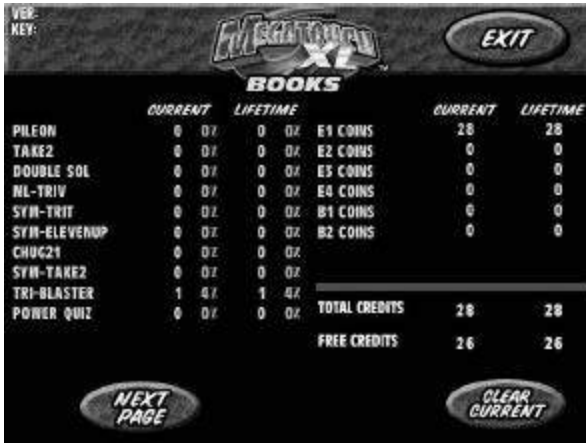 VER:
KEY:
MEGATOUCH
XL
™
EXIT
BOOKS
CURRENT LIFETIME CURRENT LIFETIME
PILEON 0 0% 0 0% E1 COINS 28 28
TAKE2 0 0% 0 0% E2 COINS 0 0
DOUBLE SOL 0 0% 0 0% E3 COINS 0 0
NL-TRIV 0 0% 0 0% E4 COINS 0 0
SYM-TRIT 0 0% 0 0% B1 COINS 0 0
SYM-ELEVENUP 0 0% 0 0% B2 COINS 0 0
CHUG21 0 0% 0 0%
SYM-TAKE2 0 0% 0 0%
TRI-BLASTER 1 4% 1 4%
POWER QUIZ 0 0% 0 0%
TOTAL CREDITS 28 28
FREE CREDITS 26 26
NEXT
PAGE
CLEAR
CURRENT